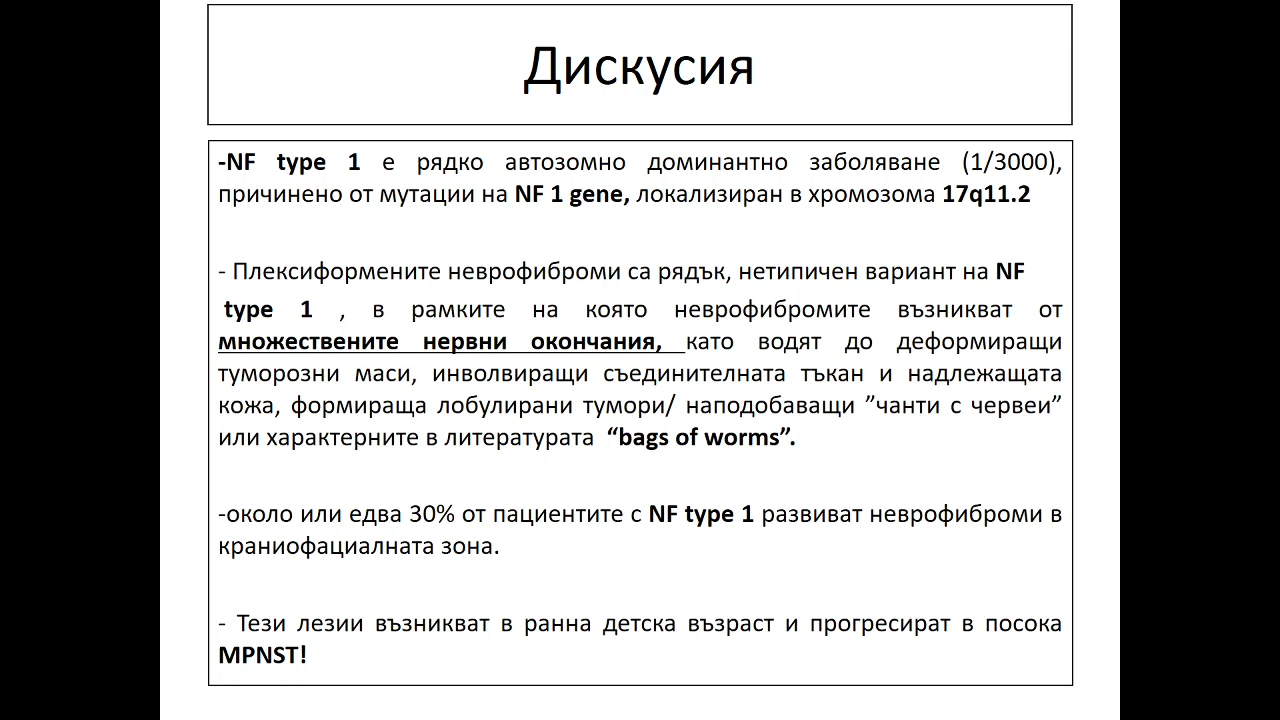 Дискусия
-NF type 1 е рядко автозомно доминантно заболяване (1/3000),
причинено от мутации на NF 1 gene, локализиран в хромозома 17q11.2
- Плексиформените неврофиброми са рядък, нетипичен вариант на NF
type 1 , в рамките на която неврофибромите възникват от
множествените нервни окончания, като водят до деформиращи
туморозни маси, инволвиращи съединителната тъкан и надлежащата
кожа, формираща лобулирани тумори/ наподобаващи ”чанти с червеи”
или характерните в литературата “bags of worms”.
-около или едва 30% от пациентите с NF type 1 развиват неврофиброми в
краниофациалната зона.
- Тези лезии възникват в ранна детска възраст и прогресират в посока
MPNST!